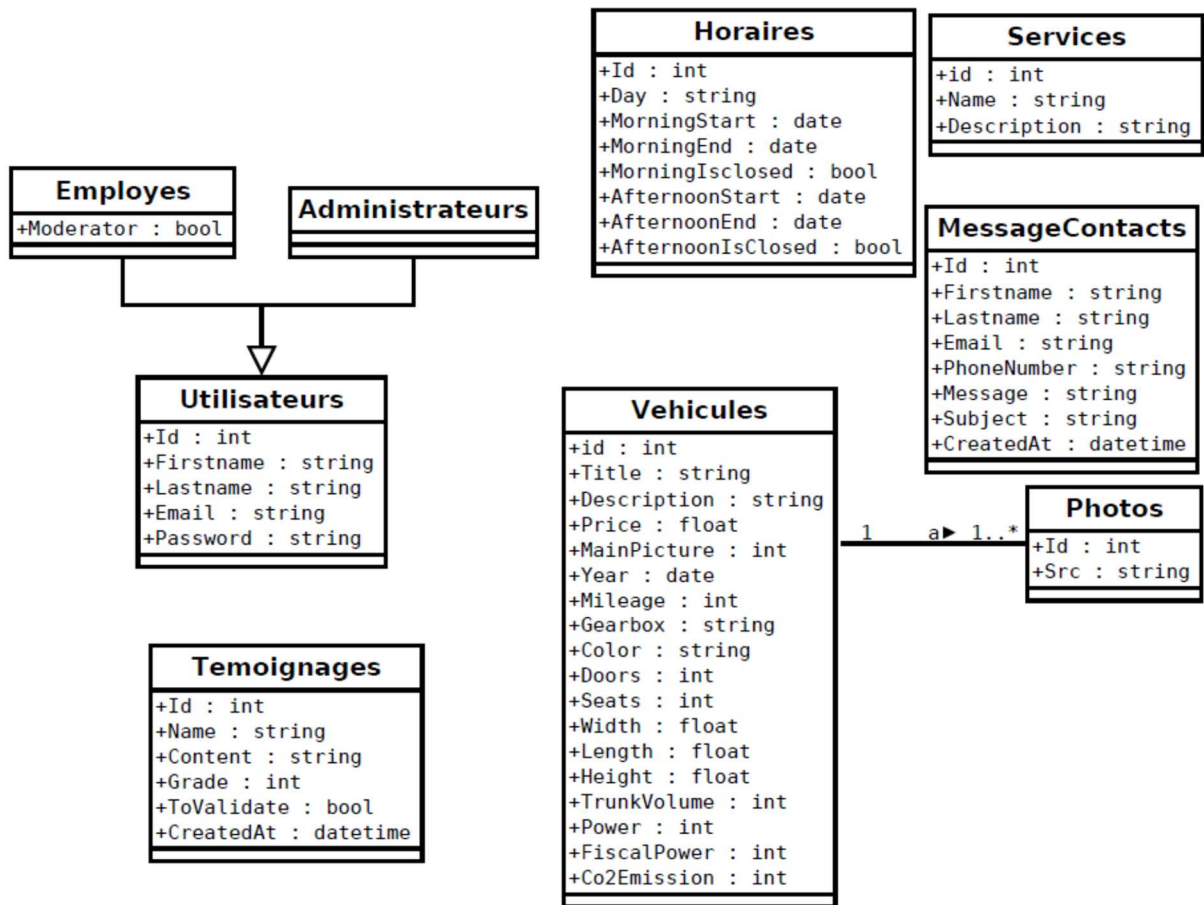 Horaires
+Id : int
+Day : string
+MorningStart : date
+MorningEnd : date
+MorningIsclosed : bool
+AfternoonStart : date
+AfternoonEnd : date
+AfternoonIsClosed : bool
Services
+id : int
+Name : string
+Description : string
Employes
+Moderator : bool
Administrateurs
MessageContacts
+Id : int
+Firstname : string
+Lastname : string
+Email : string
+PhoneNumber : string
+Message : string
+Subject : string
+CreatedAt : datetime
Utilisateurs
+Id : int
+Firstname : string
+Lastname : string
+Email : string
+Password : string
Vehicules
+id : int
+Title : string
+Description : string
+Price : float
+MainPicture : int
+Year : date
+Mileage : int
+Gearbox : string
+Color : string
+Doors : int
+Seats : int
+Width : float
+Length : float
+Height : float
+TrunkVolume : int
+Power : int
+FiscalPower : int
+Co2Emission : int
1 a▶ 1..*
Photos
+Id : int
+Src : string
Temoignages
+Id : int
+Name : string
+Content : string
+Grade : int
+ToValidate : bool
+CreatedAt : datetime